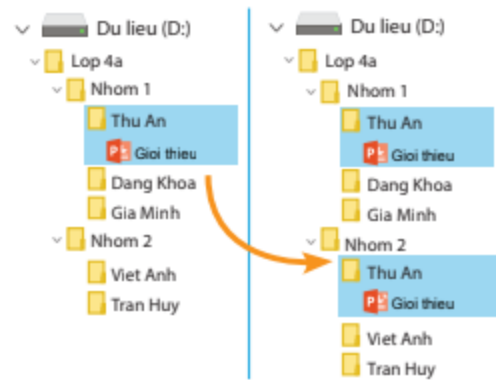 Du lieu (D:)
Lop 4a
Nhom 1
Thu An
Gioi thieu
Dang Khoa
Gia Minh
Nhom 2
Viet Anh
Tran Huy
Du lieu (D:)
Lop 4a
Nhom 1
Thu An
Gioi thieu
Dang Khoa
Gia Minh
Nhom 2
Thu An
Gioi thieu
Viet Anh
Tran Huy